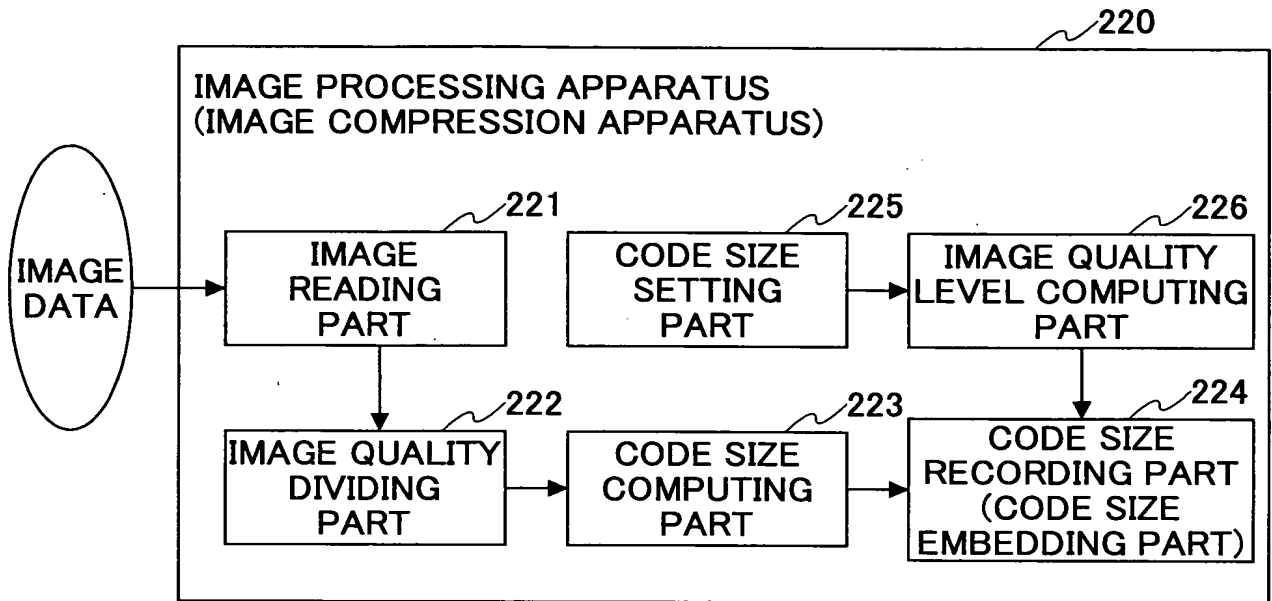 220
IMAGE PROCESSING APPARATUS
(IMAGE COMPRESSION APPARATUS)
IMAGE
DATA
221
IMAGE
READING
PART
225
CODE SIZE
SETTING
PART
226
IMAGE QUALITY
LEVEL COMPUTING
PART
222
IMAGE QUALITY
DIVIDING
PART
223
CODE SIZE
COMPUTING
PART
224
CODE SIZE
RECORDING PART
(CODE SIZE
EMBEDDING PART)